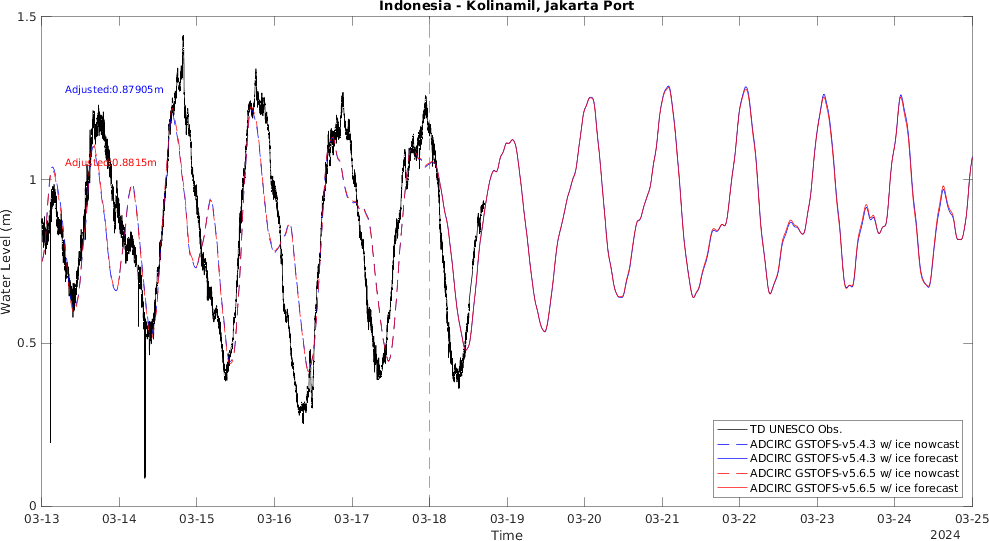 Indonesia - Kolinamil, Jakarta Port
1.5
1
0.5
0
Water Level (m)
Adjusted:0.87905m
Adjusted:0.8815m
TD UNESCO Obs.
ADCIRC GSTOFS-v5.4.3 w/ ice nowcast
ADCIRC GSTOFS-v5.4.3 w/ ice forecast
ADCIRC GSTOFS-v5.6.5 w/ ice nowcast
ADCIRC GSTOFS-v5.6.5 w/ ice forecast
03-13 03-14 03-15 03-16 03-17 03-18 03-19 03-20 03-21 03-22 03-23 03-24 03-25
Time
2024